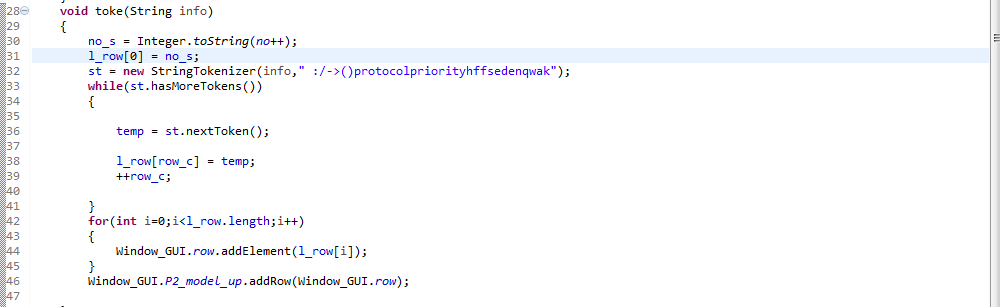 28 void toke(String info)
29 {
30 no_s = Integer.toString(no++);
31 l_row[0] = no_s;
32 st = new StringTokenizer(info," :/->()protocolpriorityhffsedenqwak");
33 while(st.hasMoreTokens())
34 {
35
36 temp = st.nextToken();
37
38 l_row[row_c] = temp;
39 ++row_c;
40
41 }
42 for(int i=0;i<l_row.length;i++)
43 {
44 Window_GUI.row.addElement(l_row[i]);
45 }
46 Window_GUI.P2_model_up.addRow(Window_GUI.row);
47